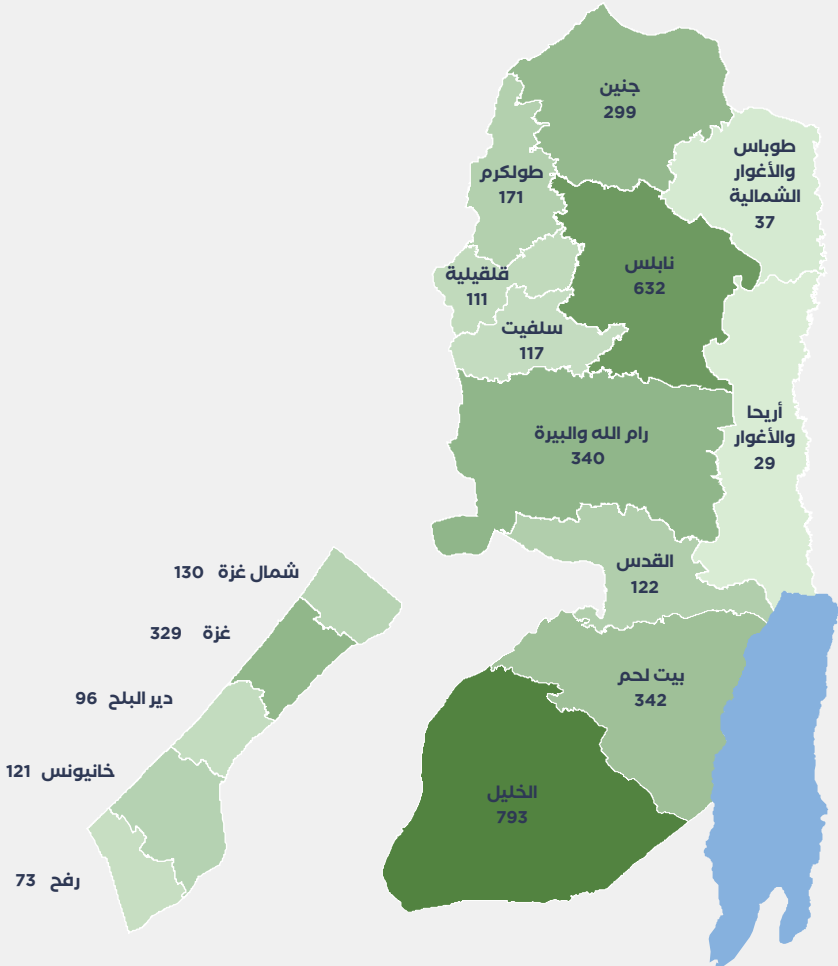 جنين
299
طوباس
والأغوار
الشمالية
37
طولكرم
171
نابلس
632
قلقيلية
111
سلفيت
117
أريحا
والأغوار
29
رام الله والبيرة
340
القدس
122
شمال غزة 130
غزة 329
بيت لحم
342
دير البلح 96
خانيونس 121
الخليل
793
رفح 73